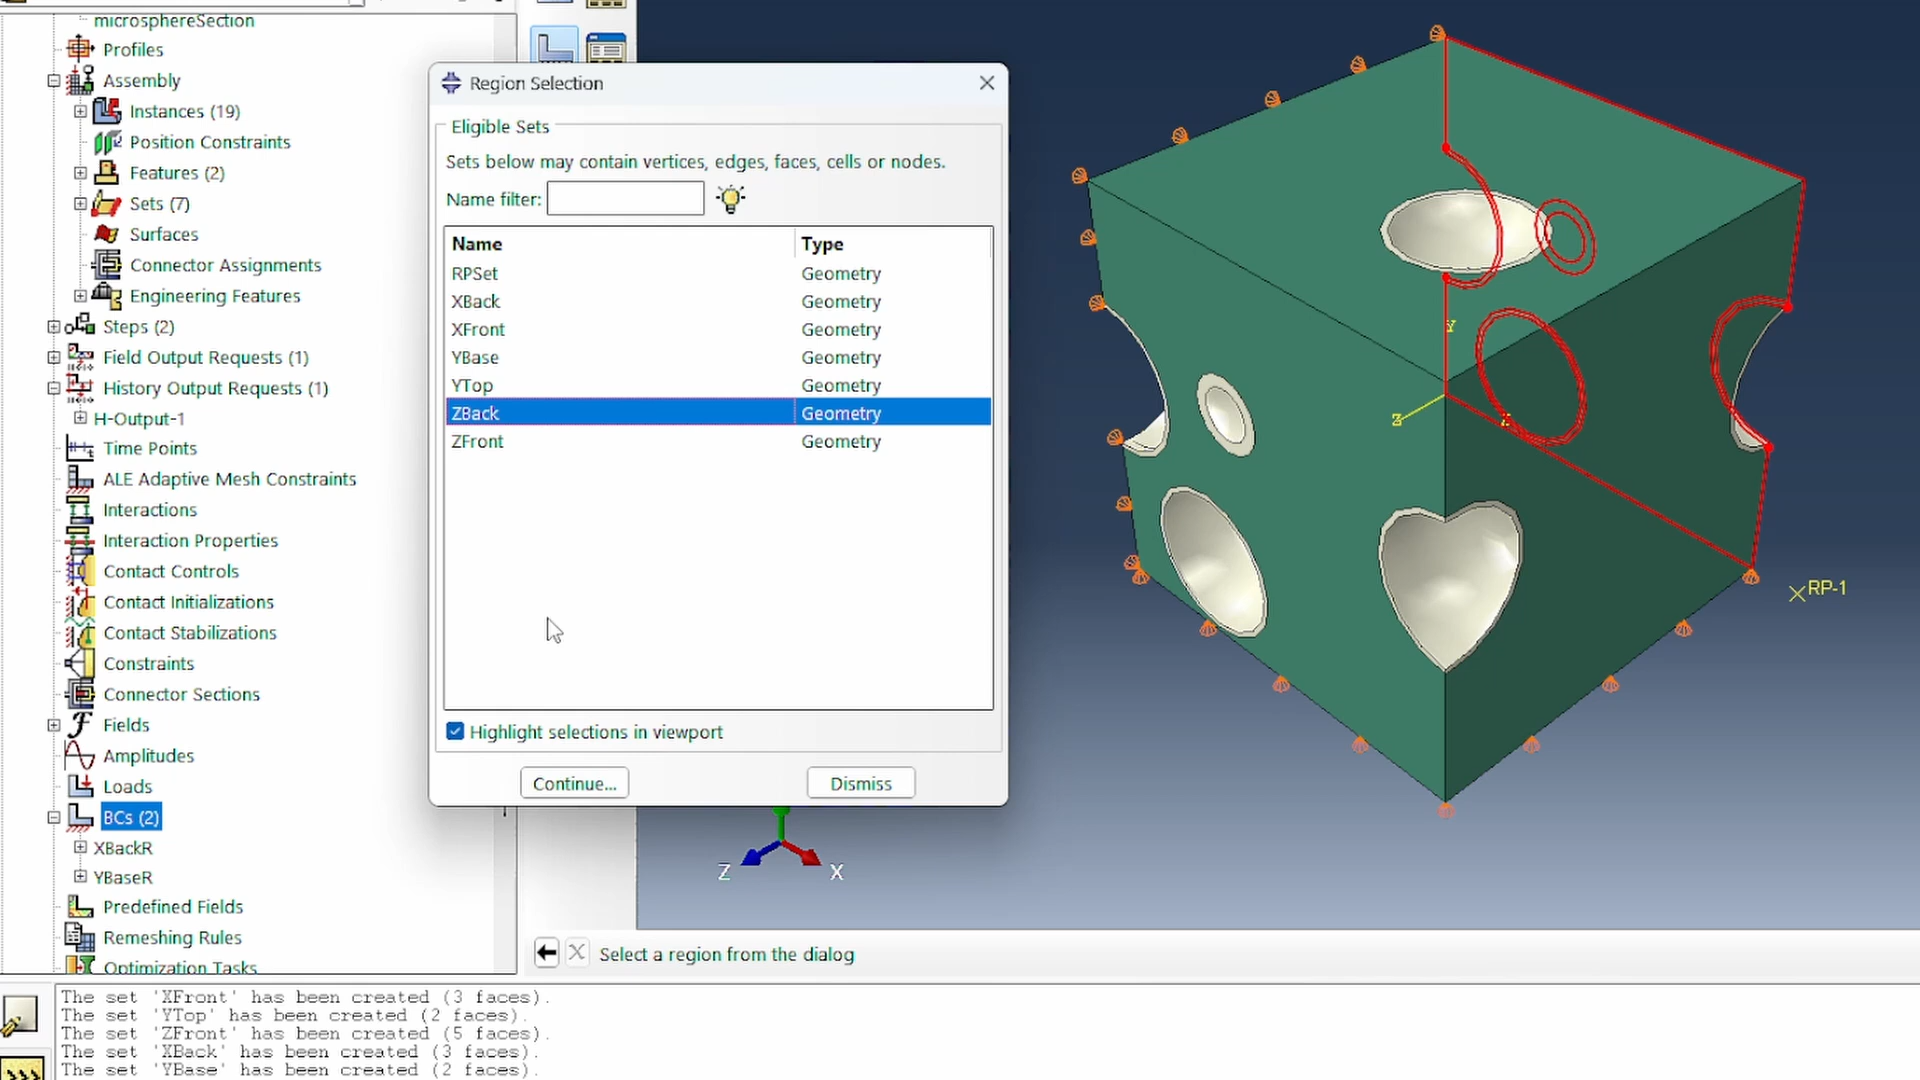 microsphereSection
Profiles
Assembly
Instances (19)
Position Constraints
Features (2)
Sets (7)
Surfaces
Connector Assignments
Engineering Features
Steps (2)
Field Output Requests (1)
History Output Requests (1)
H-Output-1
Time Points
ALE Adaptive Mesh Constraints
Interactions
Interaction Properties
Contact Controls
Contact Initializations
Contact Stabilizations
Constraints
Connector Sections
Fields
Amplitudes
Loads
BCs (2)
XBackR
YBaseR
Predefined Fields
Remeshing Rules
Optimization Tasks
Region Selection
Eligible Sets
Sets below may contain vertices, edges, faces, cells or nodes.
Name filter:
Name Type
RPSet Geometry
XBack Geometry
XFront Geometry
YBase Geometry
YTop Geometry
ZBack Geometry
ZFront Geometry
Highlight selections in viewport
Continue... Dismiss
Y
Z
RP-1
Z X
Select a region from the dialog
The set 'XFront' has been created (3 faces).
The set 'YTop' has been created (2 faces).
The set 'ZFront' has been created (5 faces).
The set 'XBack' has been created (3 faces).
The set 'YBase' has been created (2 faces).